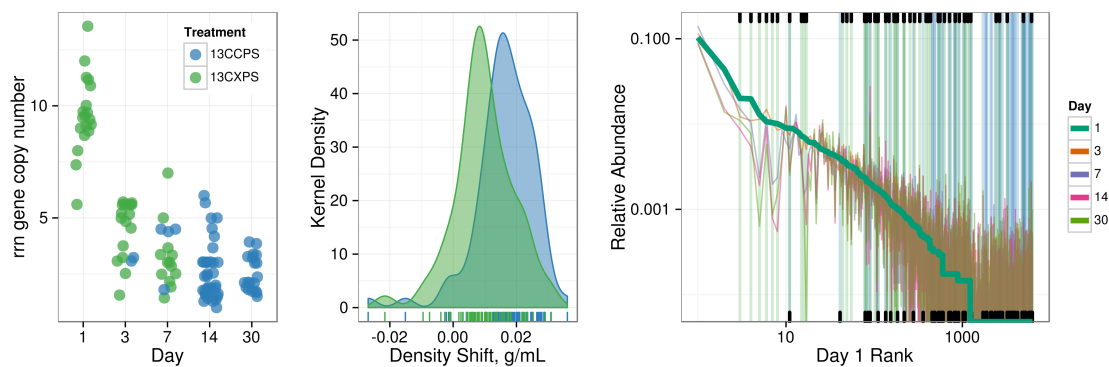 rrn gene copy number
10
5
1
3
7
14
30
Day
Treatment
13CCPS
13CXPS
Kernel Density
50
40
30
20
10
0
-0.02
0.00
0.02
Density Shift, g/mL
Relative Abundance
0.100
0.001
10
1000
Day 1 Rank
Day
1
3
7
14
30